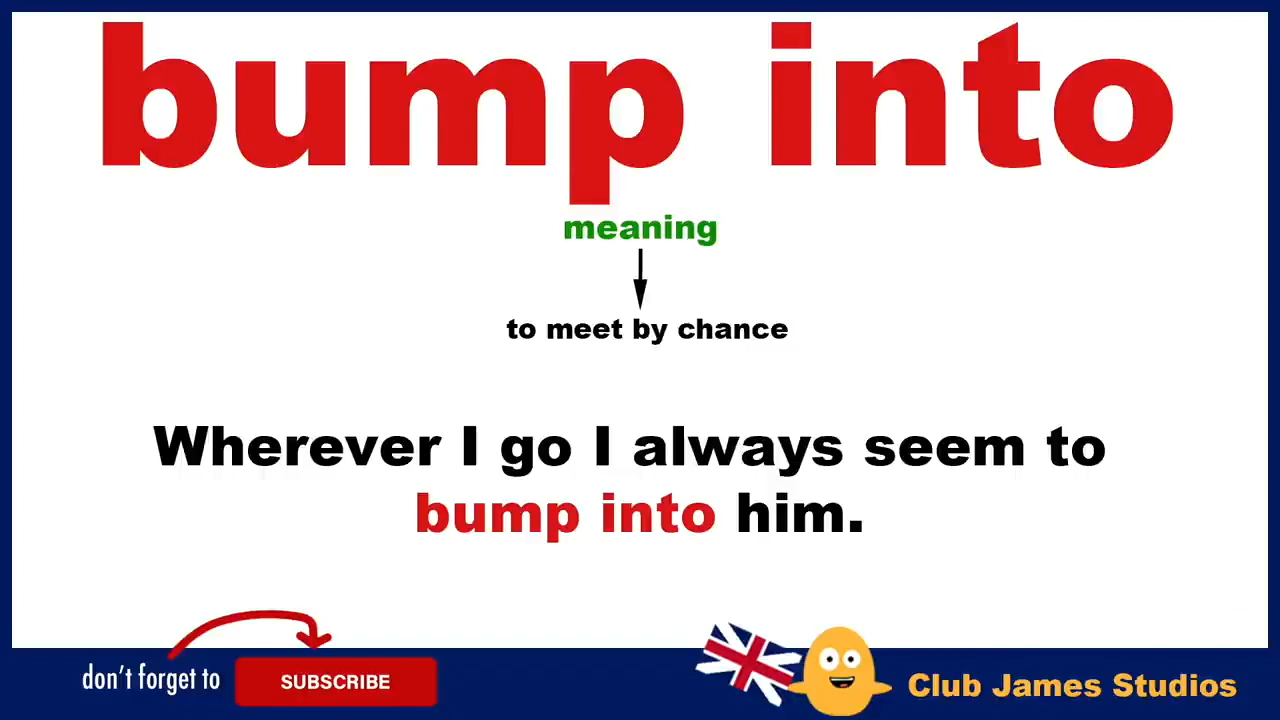 bump into
meaning
to meet by chance
Wherever I go I always seem to
bump into him.
don't forget to
SUBSCRIBE
Club James Studios